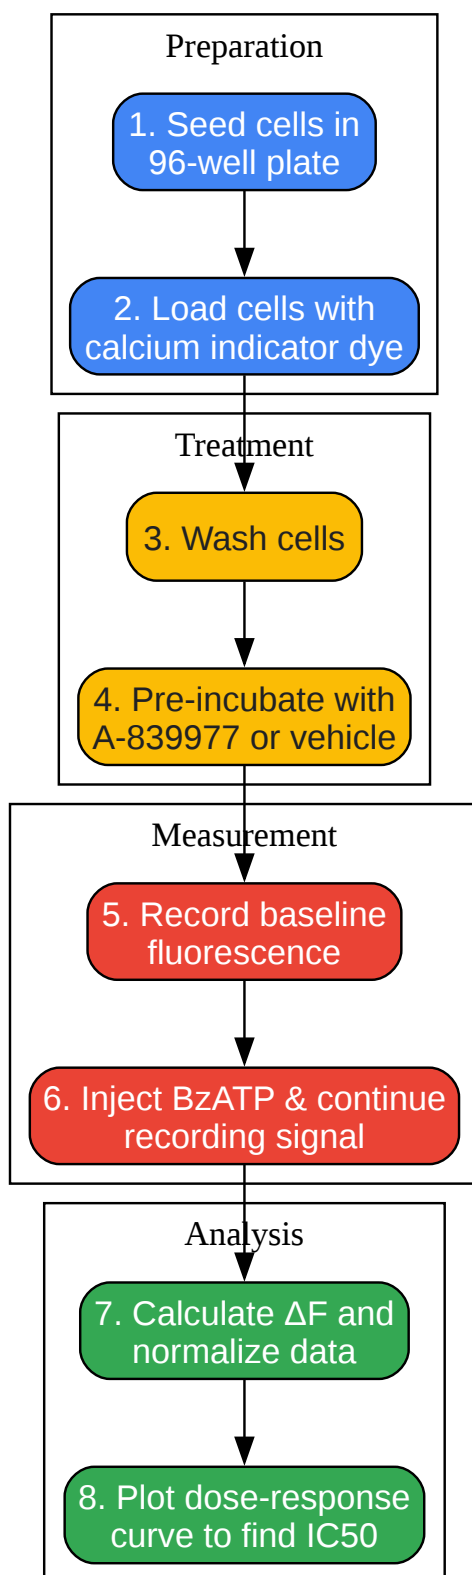 Preparation
1. Seed cells in
96-well plate
2. Load cells with
calcium indicator dye
Treatment
3. Wash cells
4. Pre-incubate with
A-839977 or vehicle
Measurement
5. Record baseline
fluorescence
6. Inject BzATP & continue
recording signal
Analysis
7. Calculate ΔF and
normalize data
8. Plot dose-response
curve to find IC50